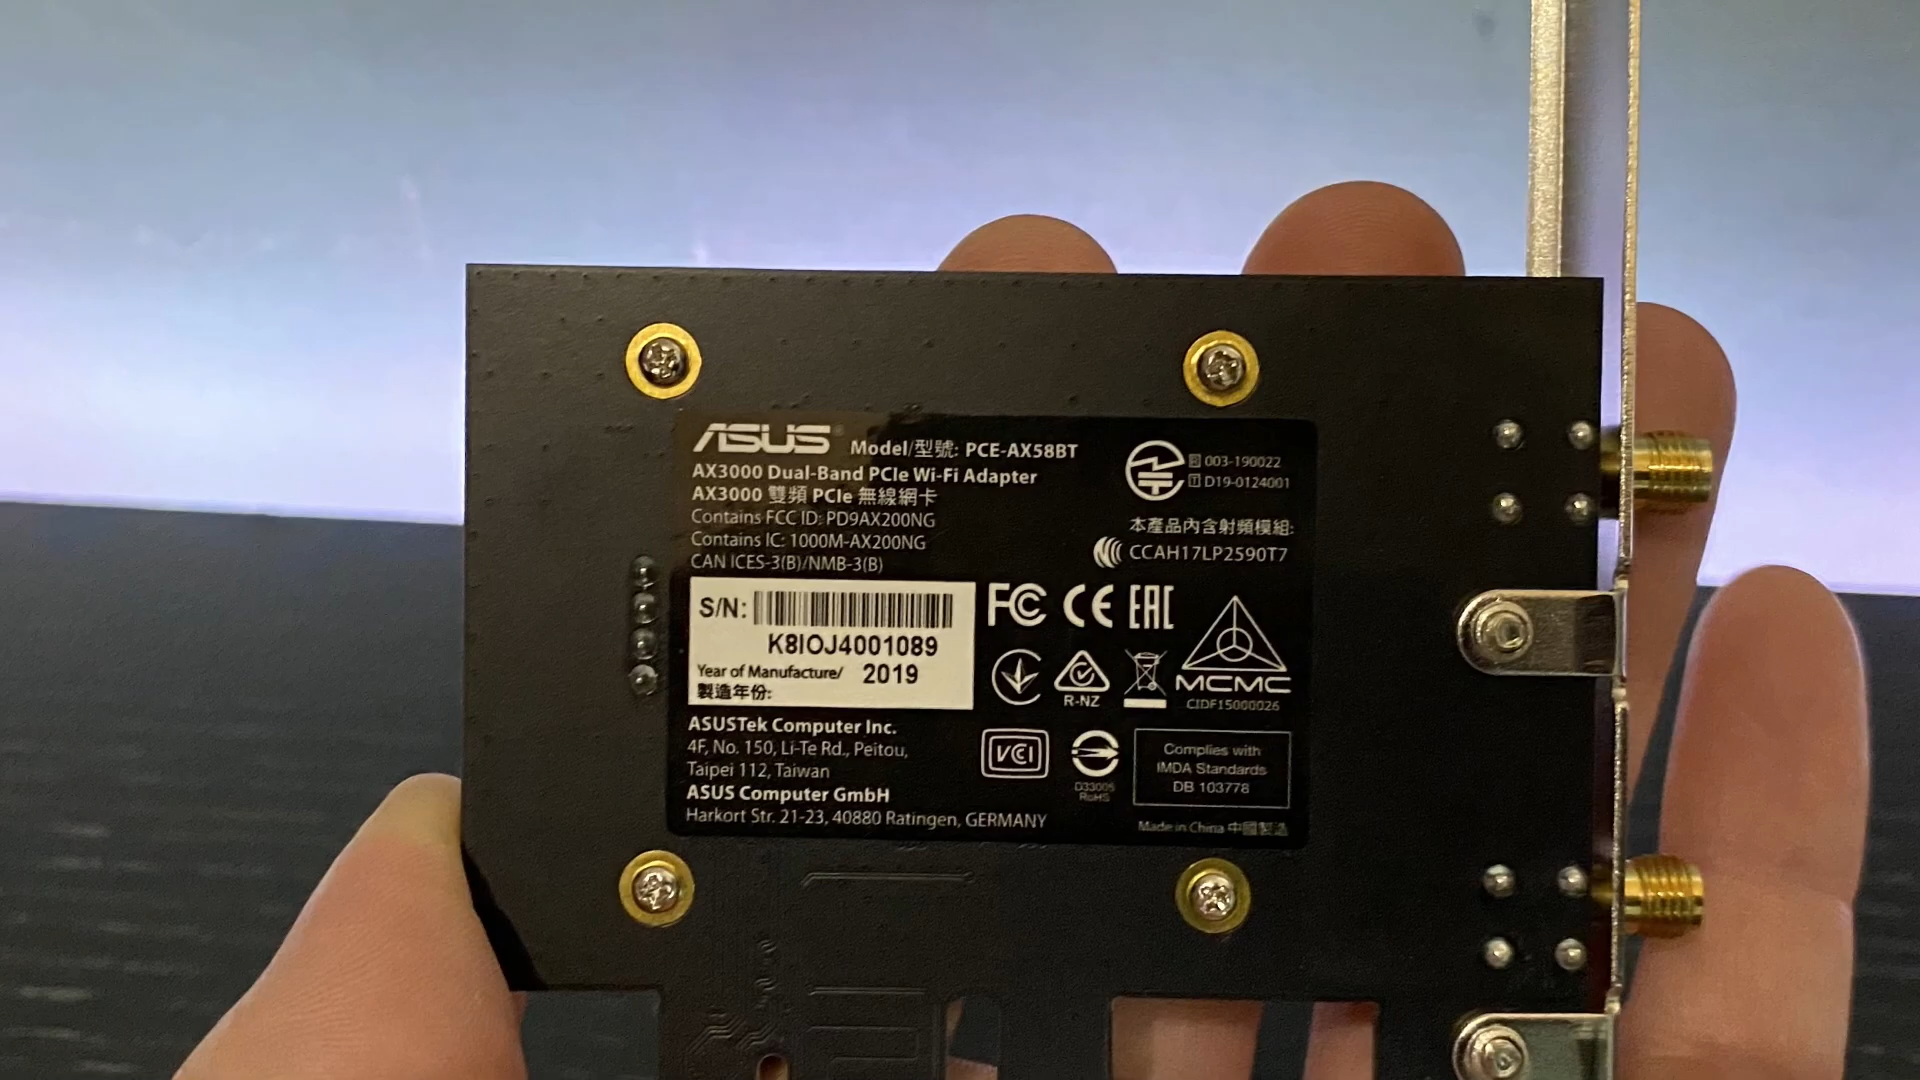 ASUS Model/型號: PCE-AX58BT
AX3000 Dual-Band PCIe Wi-Fi Adapter
AX3000 雙頻 PCIe 無線網卡
Contains FCC ID: PD9AX200NG
Contains IC: 1000M-AX200NG
CAN ICES-3(B)/NMB-3(B)
R 003-190022
T D19-0124001
本產品內含射頻模組:
CCAH17LP2590T7
S/N:
K8IOJ4001089
Year of Manufacture/ 2019
製造年份:
FC CE EAC
R-NZ
MCMC
CIDF15000026
ASUSTek Computer Inc.
4F, No. 150, Li-Te Rd., Peitou,
Taipei 112, Taiwan
ASUS Computer GmbH
Harkort Str. 21-23, 40880 Ratingen, GERMANY
VCI
D33005
RoHS
Complies with
IMDA Standards
DB 103778
Made in China 中國製造